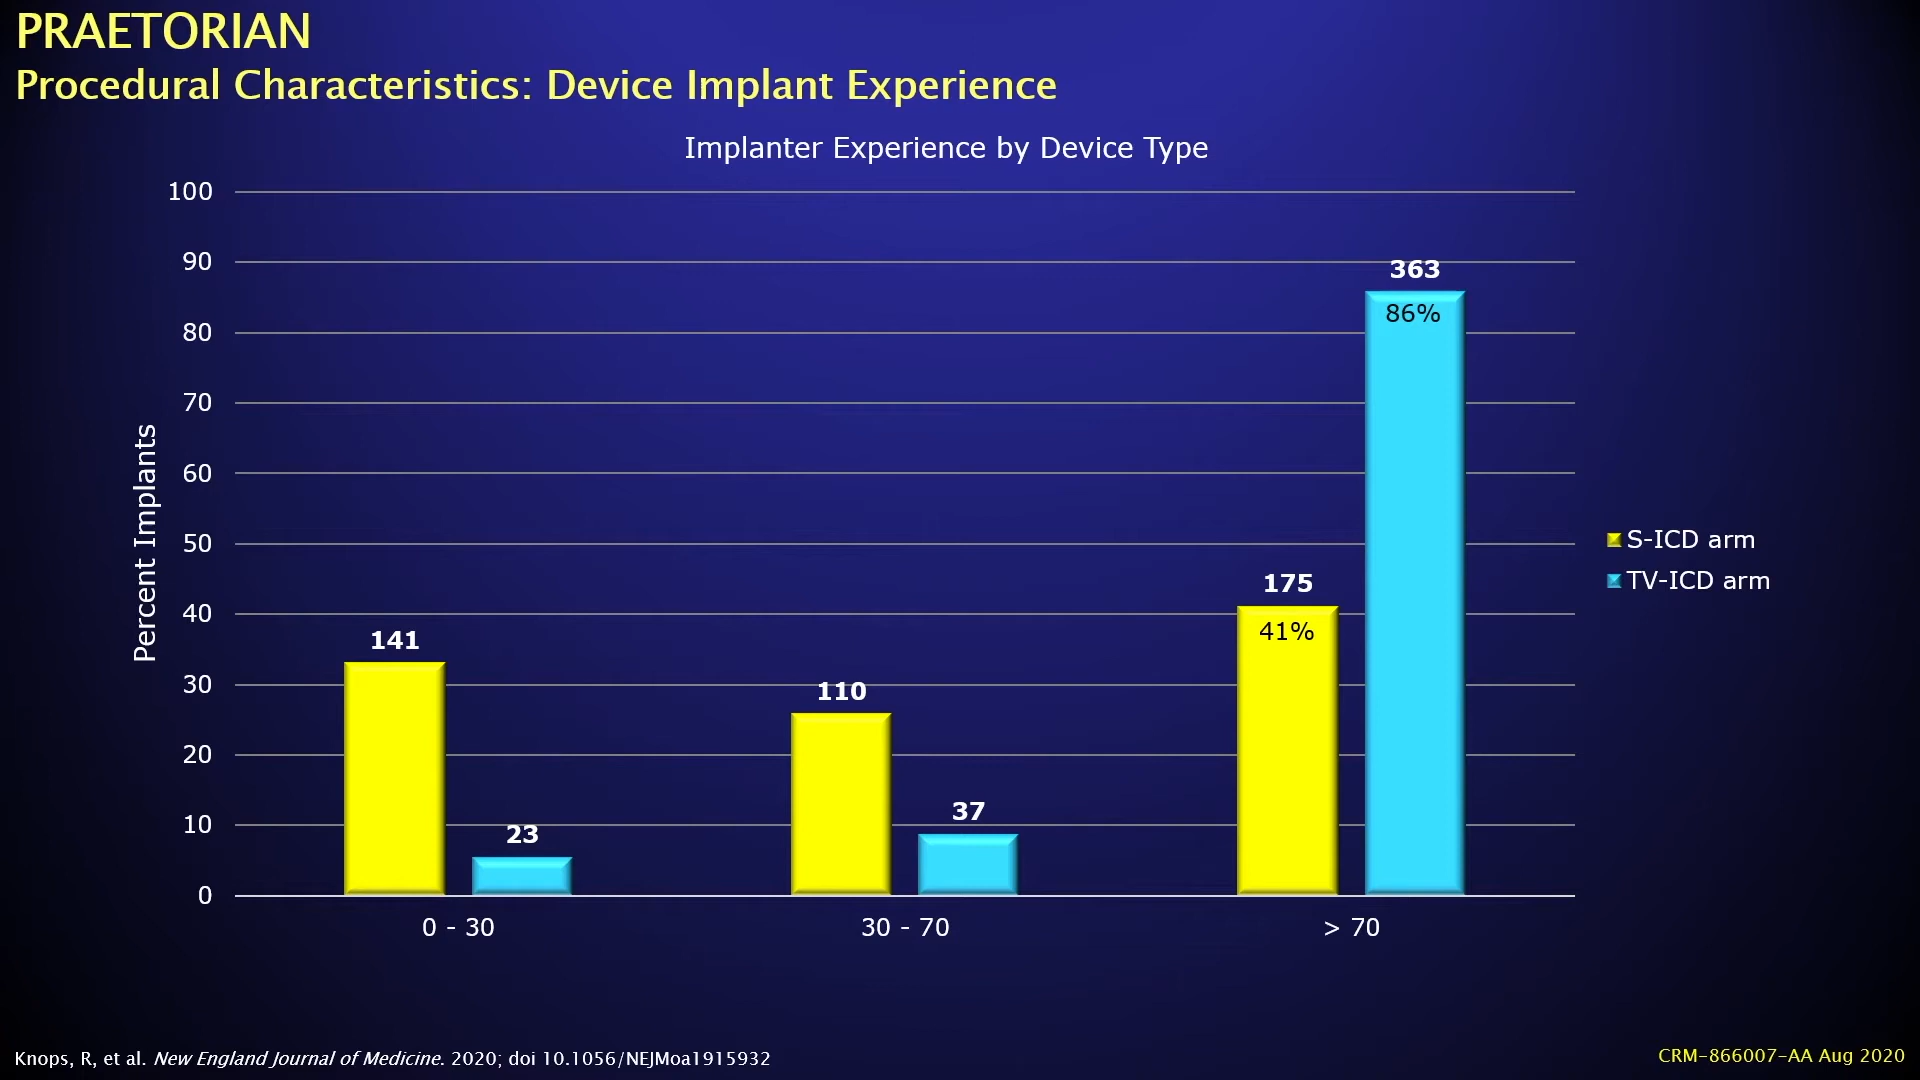 PRAETORIAN
Procedural Characteristics: Device Implant Experience
Implanter Experience by Device Type
100
90
80
70
60
50
40
30
20
10
0
Percent Implants
141
23
110
37
175
41%
363
86%
0 - 30
30 - 70
> 70
S-ICD arm
TV-ICD arm
Knops, R, et al. New England Journal of Medicine. 2020; doi 10.1056/NEJMoa1915932
CRM-866007-AA Aug 2020